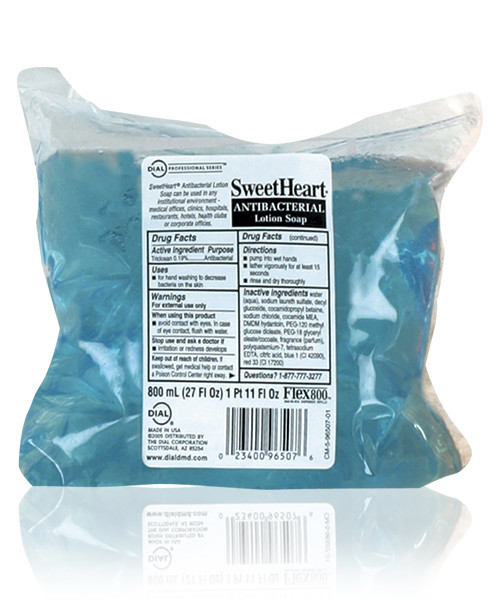 DIAL PROFESSIONAL SERIES™
SweetHeart® Antibacterial Lotion
Soap can be used in any
institutional environment -
medical offices, clinics, hospitals,
restaurants, hotels, health clubs
or corporate offices.
SweetHeart®
ANTIBACTERIAL
Lotion Soap
Drug Facts
Active ingredient Purpose
Triclosan 0.19%..........Antibacterial
Uses
■ for hand washing to decrease
bacteria on the skin
Warnings
For external use only
When using this product
■ avoid contact with eyes. In case
of eye contact, flush with water.
Stop use and ask a doctor if
■ irritation or redness develops
Keep out of reach of children. If
swallowed, get medical help or contact
a Poison Control Center right away. ▶
Drug Facts (continued)
Directions
■ pump into wet hands
■ lather vigorously for at least 15
seconds
■ rinse and dry thoroughly
Inactive ingredients water
(aqua), sodium laureth sulfate, decyl
glucoside, cocamidopropyl betaine,
sodium chloride, cocamide MEA,
DMDM hydantoin, PEG-120 methyl
glucose dioleate, PEG-18 glyceryl
oleate/cocoate, fragrance (parfum),
polyquaternium-7, tetrasodium
EDTA, citric acid, blue 1 (CI 42090),
red 33 (CI 17200)
Questions? 1-877-777-3277
800 mL (27 Fl Oz) 1 Pt 11 Fl Oz Flex800™
DIAL®
MADE IN USA
©2005 DISTRIBUTED BY
THE DIAL CORPORATION
SCOTTSDALE, AZ 85254
www.dialdmd.com
0 23400 96507 6
CM-5-96507-01